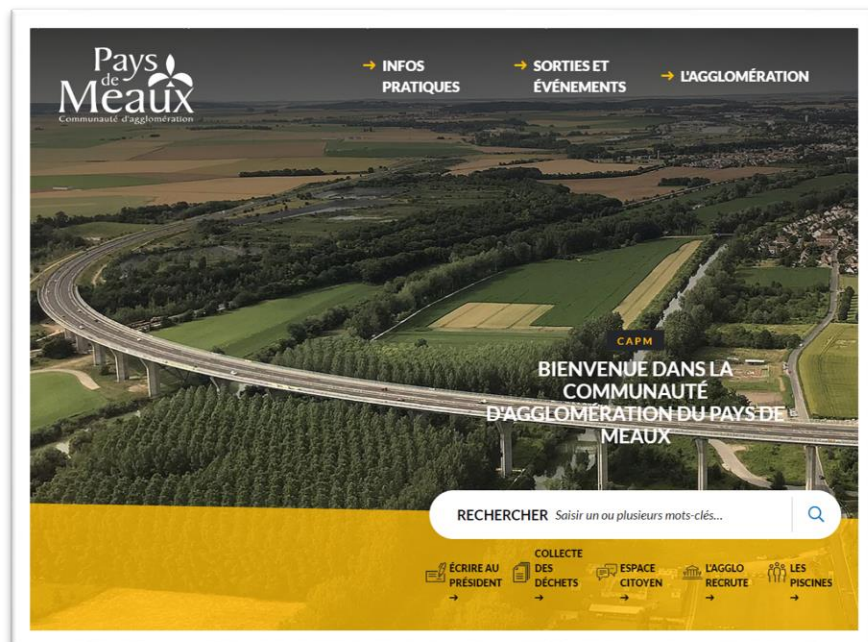 Pays
de
Meaux
Communauté d'agglomération
→ INFOS
PRATIQUES
→ SORTIES ET
ÉVÉNEMENTS
→ L'AGGLOMÉRATION
CAPM
BIENVENUE DANS LA
COMMUNAUTÉ
D'AGGLOMÉRATION DU PAYS DE
MEAUX
RECHERCHER Saisir un ou plusieurs mots-clés...
ÉCRIRE AU
PRÉSIDENT
→
COLLECTE
DES
DÉCHETS
→
ESPACE
CITOYEN
→
L'AGGLO
RECRUTE
→
LES
PISCINES
→